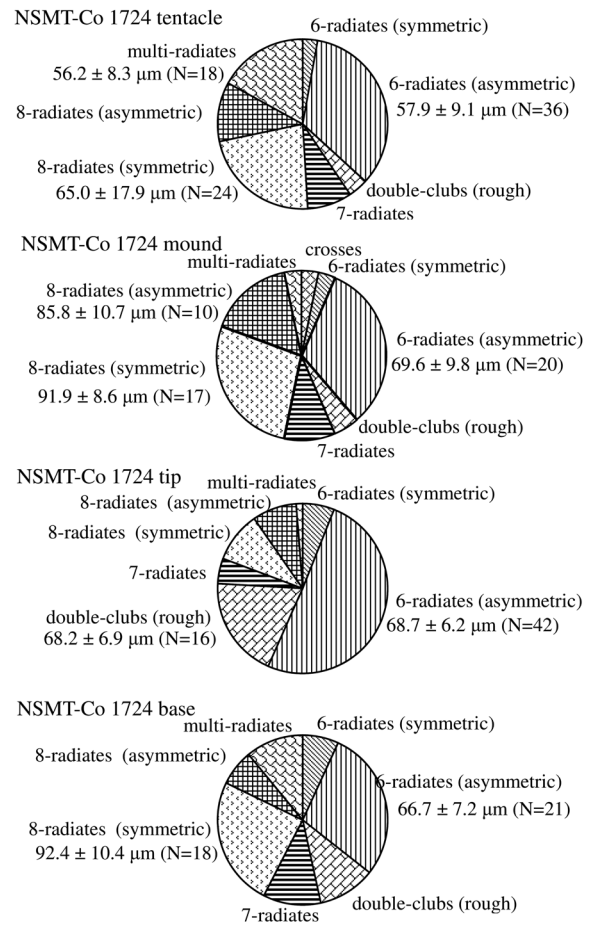 NSMT-Co 1724 tentacle
6-radiates (symmetric)
multi-radiates
56.2 ± 8.3 μm (N=18)
6-radiates (asymmetric)
57.9 ± 9.1 μm (N=36)
8-radiates (asymmetric)
8-radiates (symmetric)
65.0 ± 17.9 μm (N=24)
double-clubs (rough)
7-radiates
NSMT-Co 1724 mound
crosses
multi-radiates
6-radiates (symmetric)
8-radiates (asymmetric)
85.8 ± 10.7 μm (N=10)
6-radiates (asymmetric)
69.6 ± 9.8 μm (N=20)
8-radiates (symmetric)
91.9 ± 8.6 μm (N=17)
double-clubs (rough)
7-radiates
NSMT-Co 1724 tip
multi-radiates
6-radiates (symmetric)
8-radiates (asymmetric)
8-radiates (symmetric)
7-radiates
6-radiates (asymmetric)
68.7 ± 6.2 μm (N=42)
double-clubs (rough)
68.2 ± 6.9 μm (N=16)
NSMT-Co 1724 base
multi-radiates
6-radiates (symmetric)
8-radiates (asymmetric)
6-radiates (asymmetric)
66.7 ± 7.2 μm (N=21)
8-radiates (symmetric)
92.4 ± 10.4 μm (N=18)
double-clubs (rough)
7-radiates